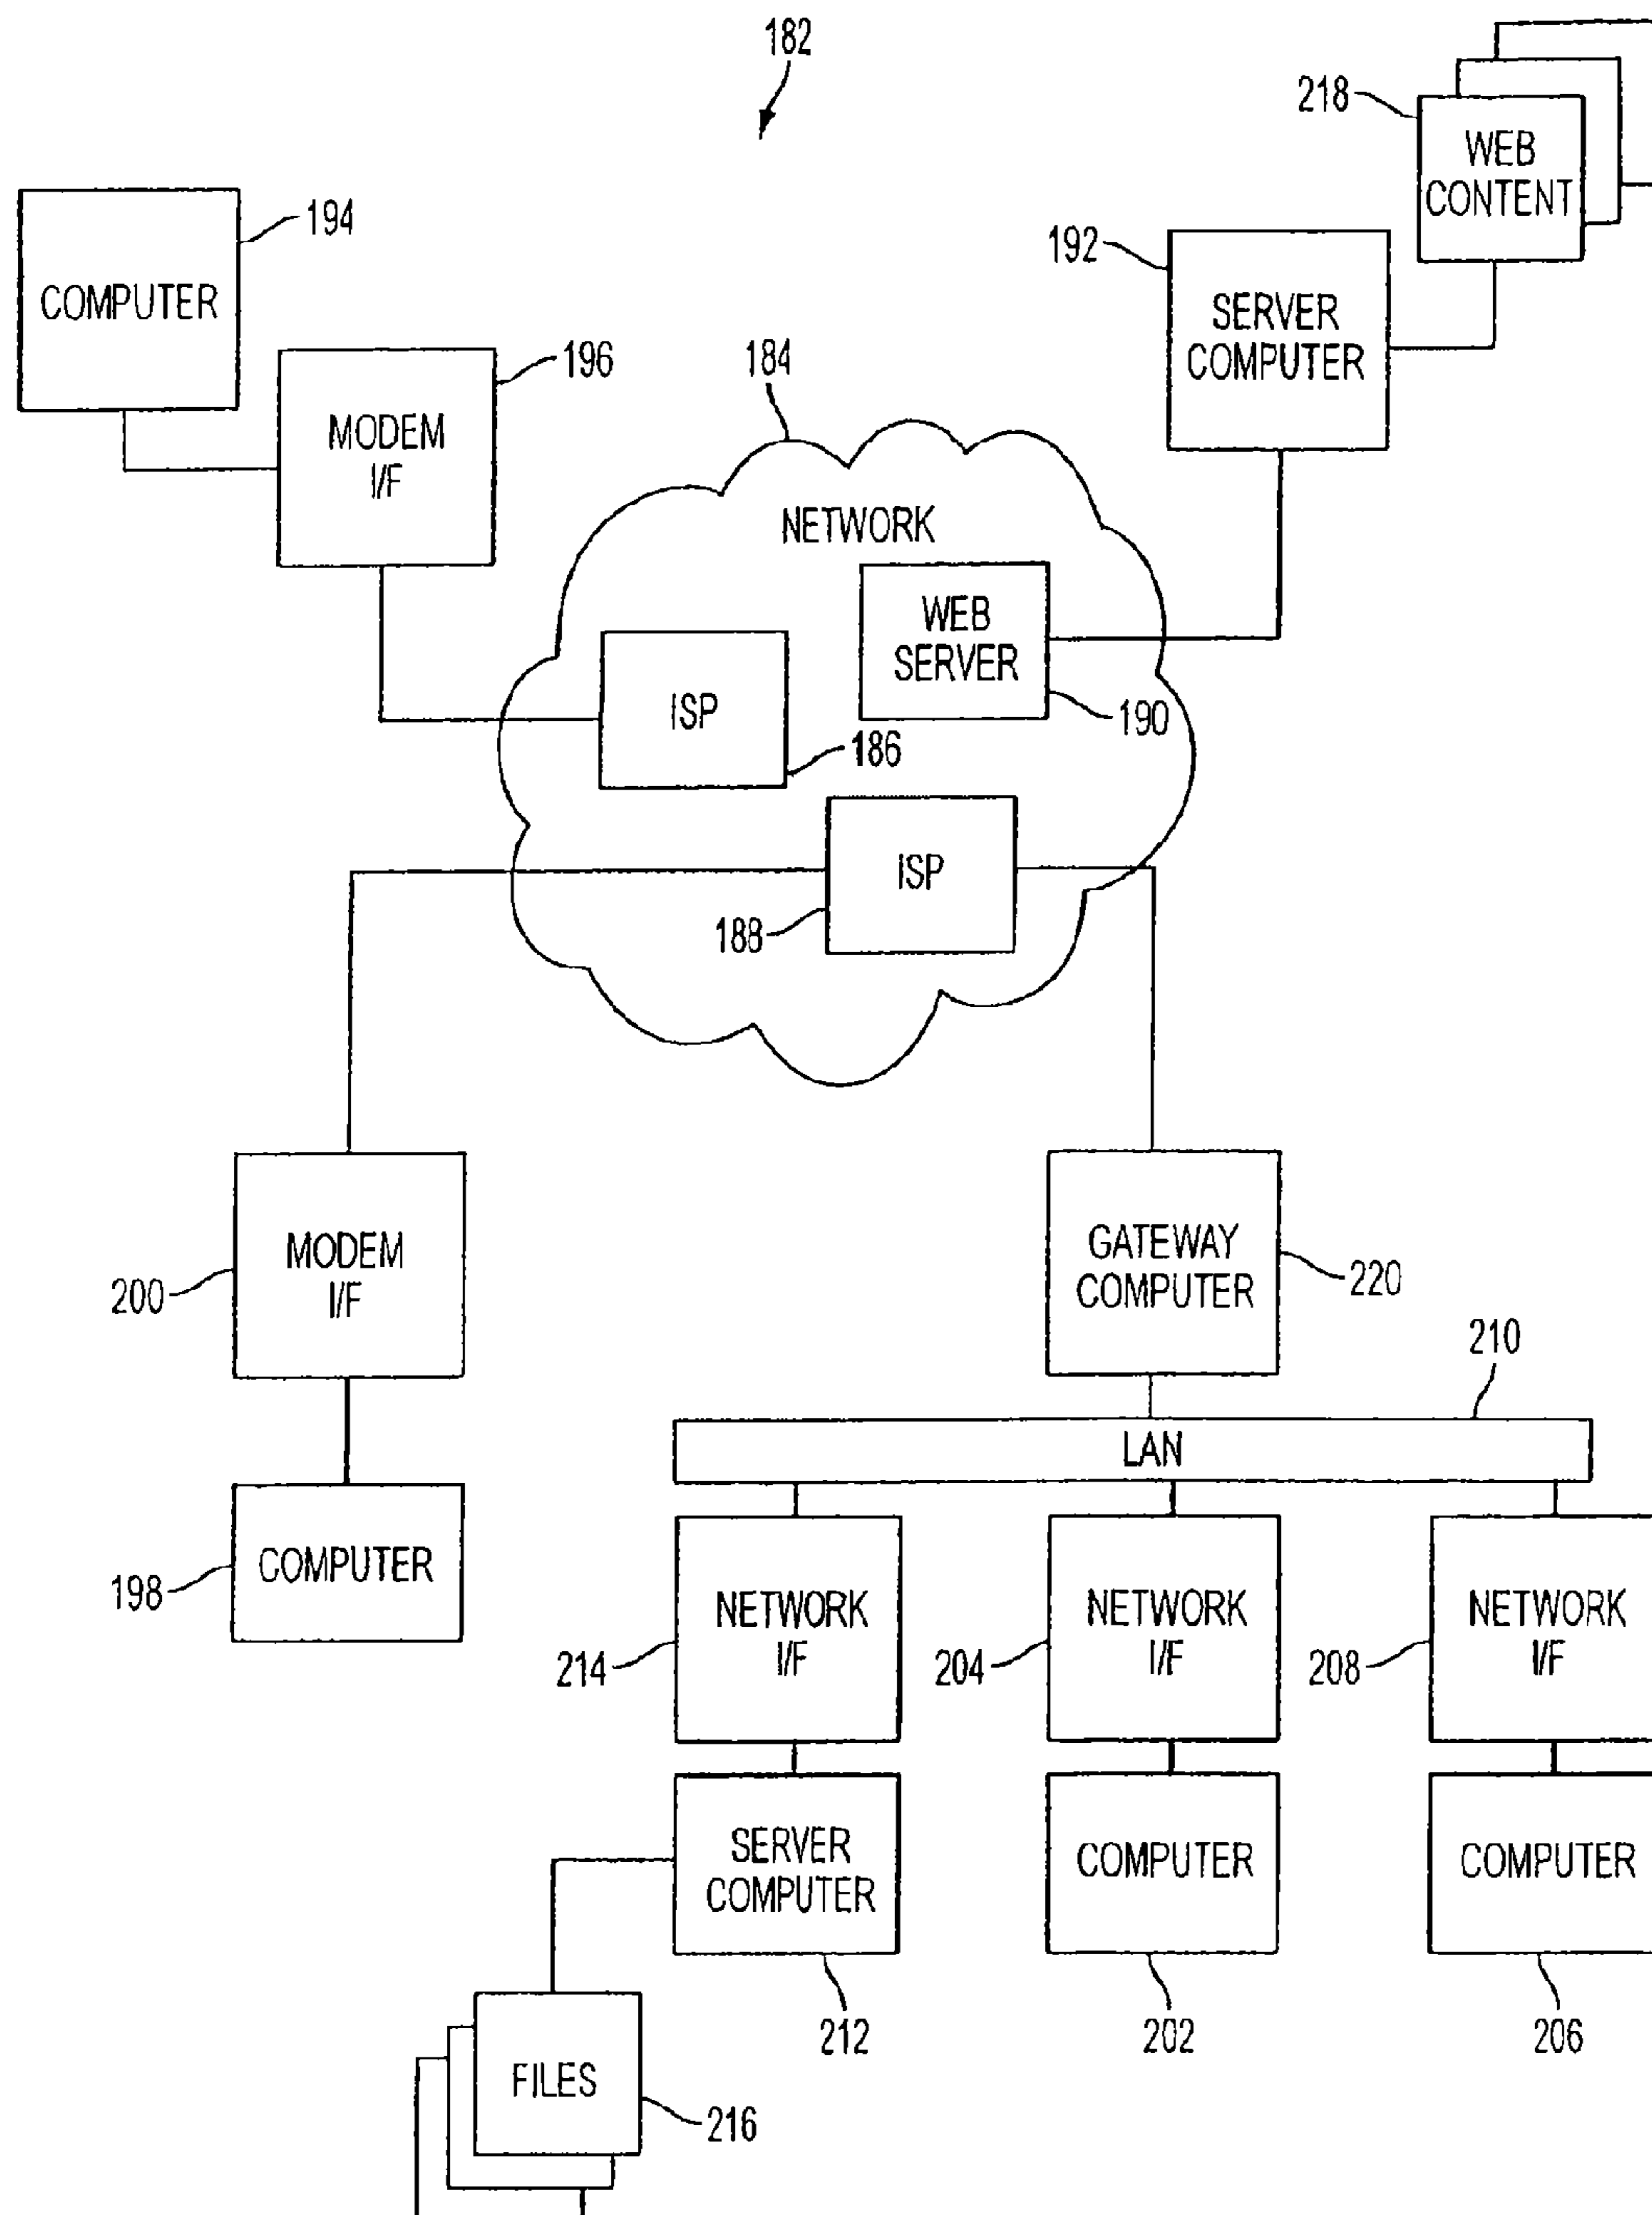 182
218
WEB
CONTENT
194
COMPUTER
192
SERVER
COMPUTER
196
MODEM
I/F
184
NETWORK
WEB
SERVER
190
ISP
186
ISP
188
MODEM
I/F
200
GATEWAY
COMPUTER
220
210
LAN
COMPUTER
198
NETWORK
I/F
214
NETWORK
I/F
204
NETWORK
I/F
208
SERVER
COMPUTER
COMPUTER
COMPUTER
212
202
206
FILES
216